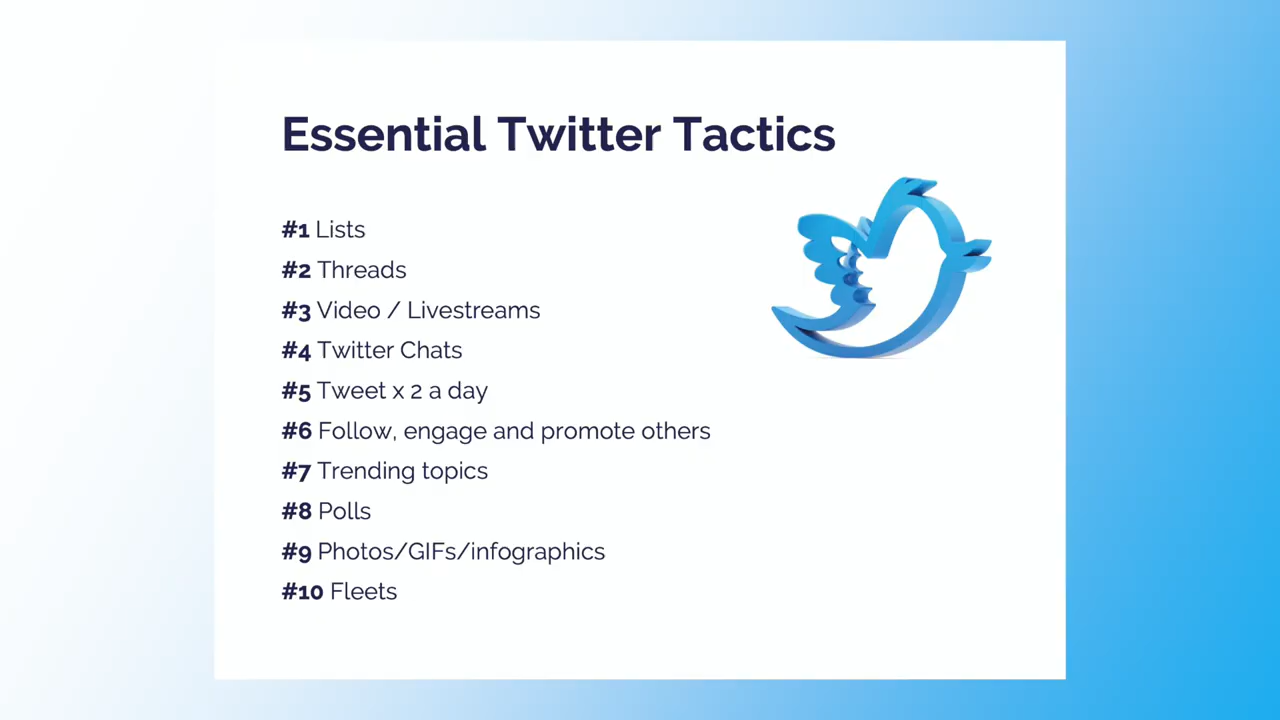 Essential Twitter Tactics
#1 Lists
#2 Threads
#3 Video / Livestreams
#4 Twitter Chats
#5 Tweet x 2 a day
#6 Follow, engage and promote others
#7 Trending topics
#8 Polls
#9 Photos/GIFs/infographics
#10 Fleets